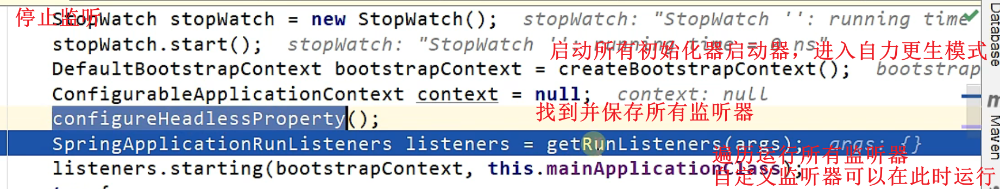 停止监听
StopWatch stopWatch = new StopWatch();  stopWatch: "StopWatch '': running time
stopWatch.start();  stopWatch: "StopWatch '': running time = 0 ns"
启动所有初始化器启动器，进入自力更生模式
DefaultBootstrapContext bootstrapContext = createBootstrapContext();  bootstrap
ConfigurableApplicationContext context = null;  context: null
找到并保存所有监听器
configureHeadlessProperty();
SpringApplicationRunListeners listeners = getRunListeners(args);  args: {}
遍历运行所有监听器
listeners.starting(bootstrapContext, this.mainApplicationClass);
自定义监听器可以在此时运行
Database
m
Maven